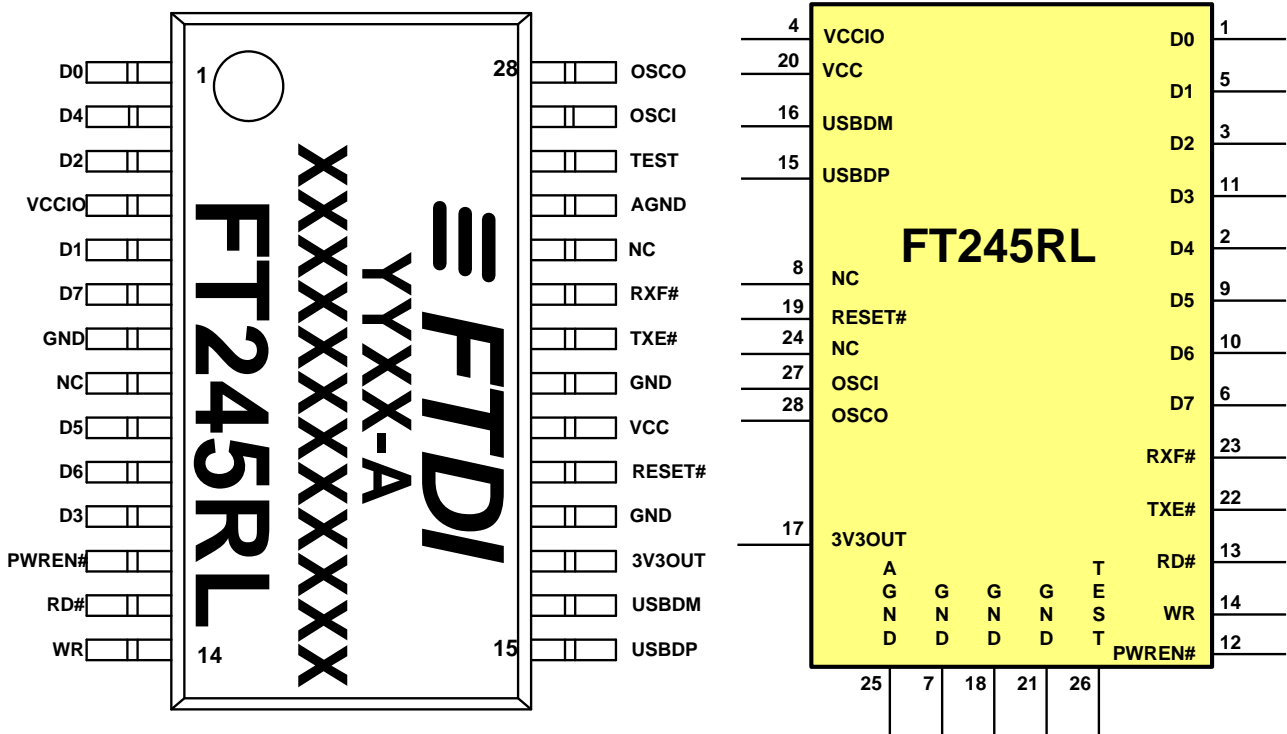 D0
D4
D2
VCCIO
D1
D7
GND
NC
D5
D6
D3
PWREN#
RD#
WR
1
28
14
15
FT245RL
XXXXXXXXXXXX
YYXX-A
FTDI
OSCO
OSCI
TEST
AGND
NC
RXF#
TXE#
GND
VCC
RESET#
GND
3V3OUT
USBDM
USBDP
4 VCCIO
20 VCC
16 USBDM
15 USBDP
8 NC
19 RESET#
24 NC
27 OSCI
28 OSCO
17 3V3OUT
FT245RL
D0 1
D1 5
D2 3
D3 11
D4 2
D5 9
D6 10
D7 6
RXF# 23
TXE# 22
RD# 13
WR 14
PWREN# 12
AGND
GND
GND
GND
TEST
25 7 18 21 26